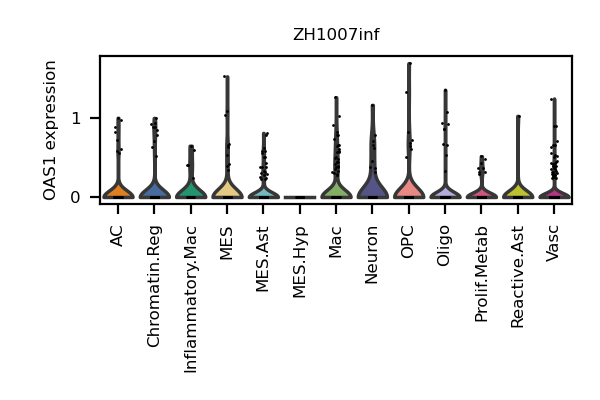 ZH1007inf
OAS1 expression
1
0
AC
Chromatin.Reg
Inflammatory.Mac
MES
MES.Ast
MES.Hyp
Mac
Neuron
OPC
Oligo
Prolif.Metab
Reactive.Ast
Vasc